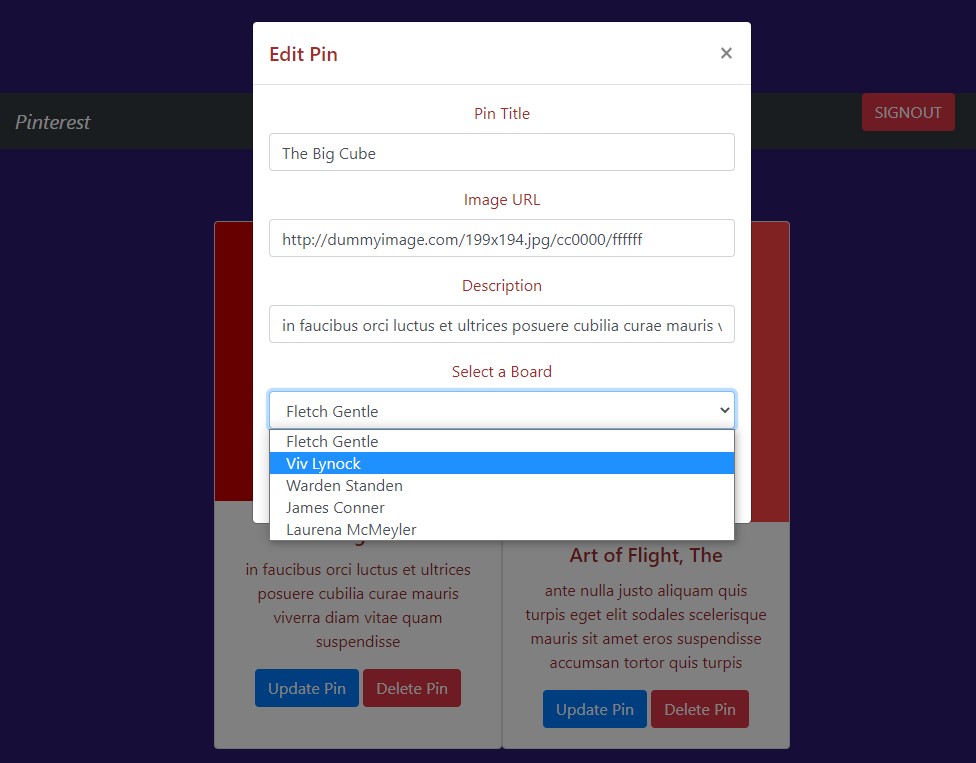 Edit Pin
×
Pinterest
SIGNOUT
Pin Title
The Big Cube
Image URL
http://dummyimage.com/199x194.jpg/cc0000/ffffff
Description
in faucibus orci luctus et ultrices posuere cubilia curae mauris
Select a Board
Fletch Gentle
Fletch Gentle
Viv Lynock
Warden Standen
James Conner
Laurena McMeyler
in faucibus orci luctus et ultrices
posuere cubilia curae mauris
viverra diam vitae quam
suspendisse
Update Pin Delete Pin
Art of Flight, The
ante nulla justo aliquam quis
turpis eget elit sodales scelerisque
mauris sit amet eros suspendisse
accumsan tortor quis turpis
Update Pin Delete Pin